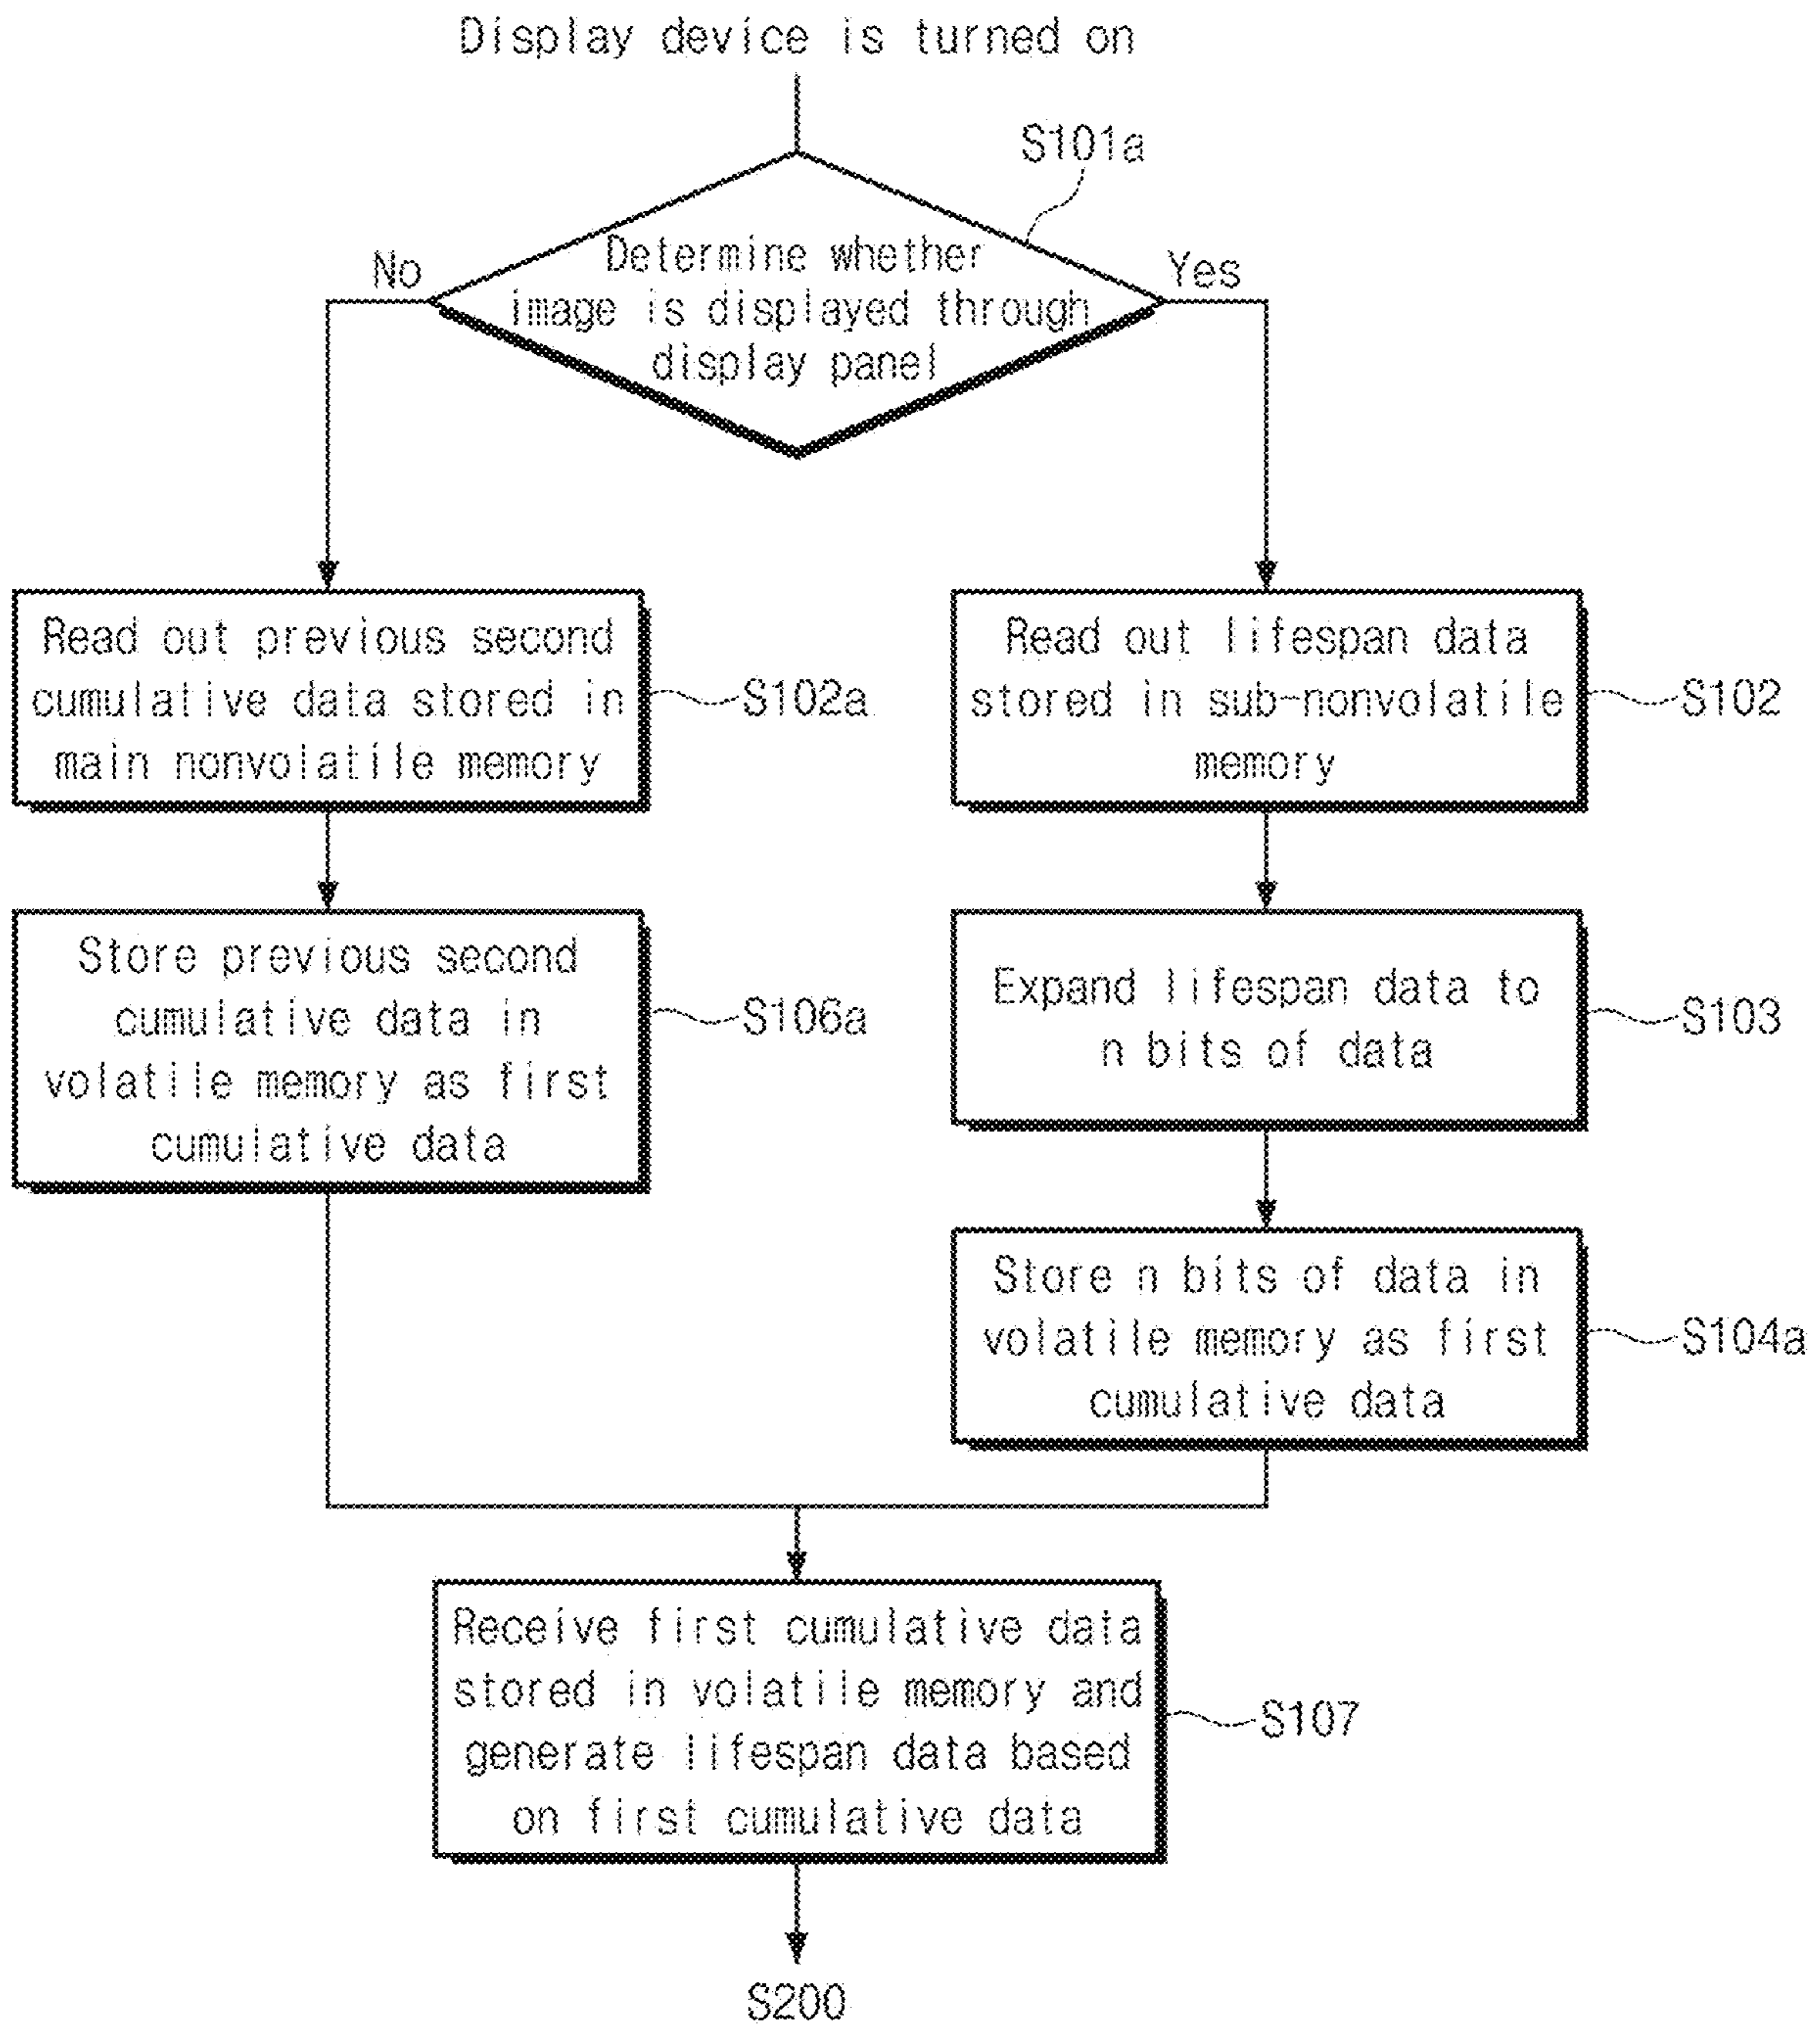 Display device is turned on
S101a
No
Determine whether
image is displayed through
display panel
Yes
Read out previous second
cumulative data stored in
main nonvolatile memory
S102a
Read out lifespan data
stored in sub-nonvolatile
memory
S102
Store previous second
cumulative data in
volatile memory as first
cumulative data
S106a
Expand lifespan data to
n bits of data
S103
Store n bits of data in
volatile memory as first
cumulative data
S104a
Receive first cumulative data
stored in volatile memory and
generate lifespan data based
on first cumulative data
S107
S200